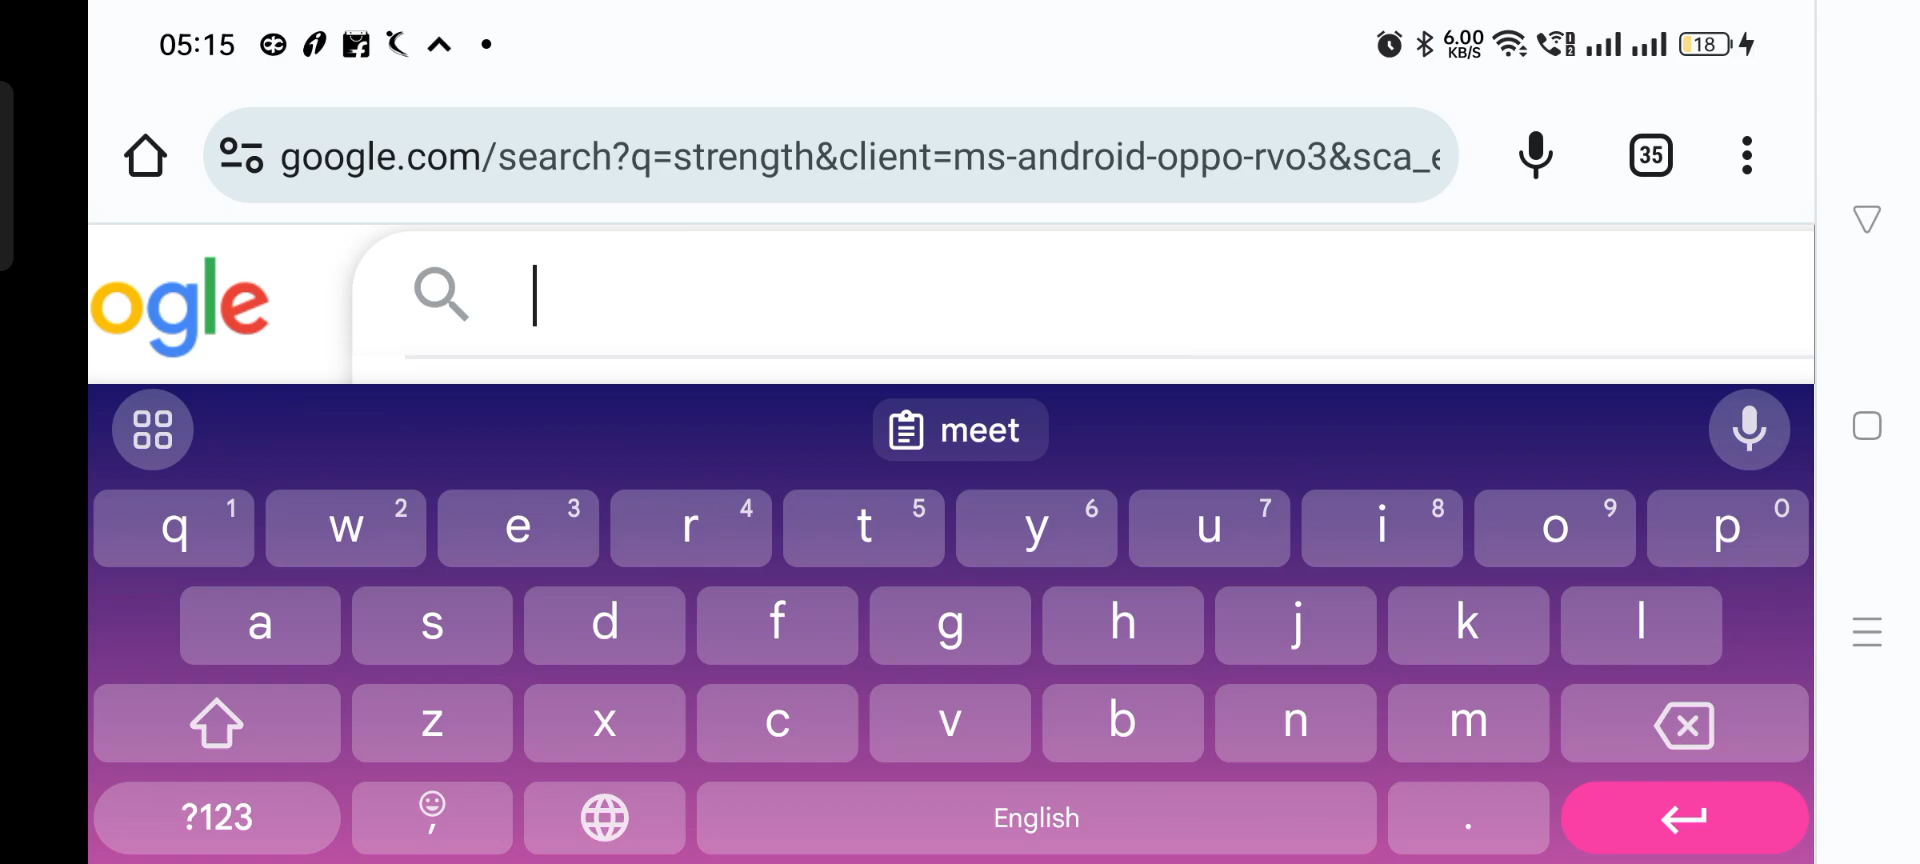 05:15 6.00 KB/S 18
google.com/search?q=strength&client=ms-android-oppo-rvo3&sca_e 35
ogle
meet
q 1 w 2 e 3 r 4 t 5 y 6 u 7 i 8 o 9 p 0
a s d f g h j k l
z x c v b n m
?123 , English .